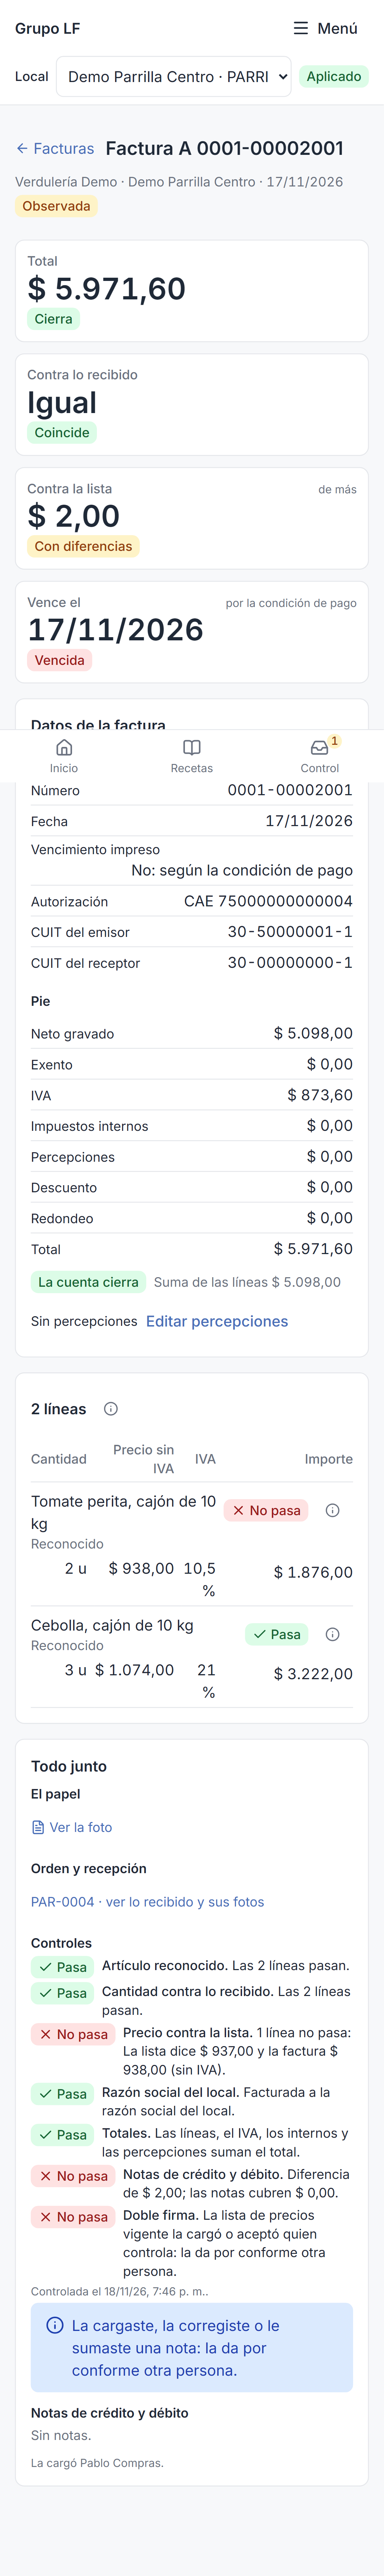 Grupo LF
Menú
Local
Demo Parrilla Centro · PARRI
Aplicado
Facturas
Factura A 0001-00002001
Verdulería Demo · Demo Parrilla Centro · 17/11/2026
Observada
Total
$ 5.971,60
Cierra
Contra lo recibido
Igual
Coincide
Contra la lista
de más
$ 2,00
Con diferencias
Vence el
por la condición de pago
17/11/2026
Vencida
Datos de la factura
Inicio
Recetas
Control
1
Número
0001-00002001
Fecha
17/11/2026
Vencimiento impreso
No: según la condición de pago
Autorización
CAE 75000000000004
CUIT del emisor
30-50000001-1
CUIT del receptor
30-00000000-1
Pie
Neto gravado
$ 5.098,00
Exento
$ 0,00
IVA
$ 873,60
Impuestos internos
$ 0,00
Percepciones
$ 0,00
Descuento
$ 0,00
Redondeo
$ 0,00
Total
$ 5.971,60
La cuenta cierra
Suma de las líneas $ 5.098,00
Sin percepciones
Editar percepciones
2 líneas
Cantidad
Precio sin
IVA
IVA
Importe
Tomate perita, cajón de 10
kg
No pasa
Reconocido
2 u
$ 938,00
10,5
%
$ 1.876,00
Cebolla, cajón de 10 kg
Pasa
Reconocido
3 u
$ 1.074,00
21
%
$ 3.222,00
Todo junto
El papel
Ver la foto
Orden y recepción
PAR-0004 · ver lo recibido y sus fotos
Controles
Pasa
Artículo reconocido. Las 2 líneas pasan.
Pasa
Cantidad contra lo recibido. Las 2 líneas
pasan.
No pasa
Precio contra la lista. 1 línea no pasa:
La lista dice $ 937,00 y la factura $
938,00 (sin IVA).
Pasa
Razón social del local. Facturada a la
razón social del local.
Pasa
Totales. Las líneas, el IVA, los internos y
las percepciones suman el total.
No pasa
Notas de crédito y débito. Diferencia
de $ 2,00; las notas cubren $ 0,00.
No pasa
Doble firma. La lista de precios
vigente la cargó o aceptó quien
controla: la da por conforme otra
persona.
Controlada el 18/11/26, 7:46 p. m..
La cargaste, la corregiste o le
sumaste una nota: la da por
conforme otra persona.
Notas de crédito y débito
Sin notas.
La cargó Pablo Compras.